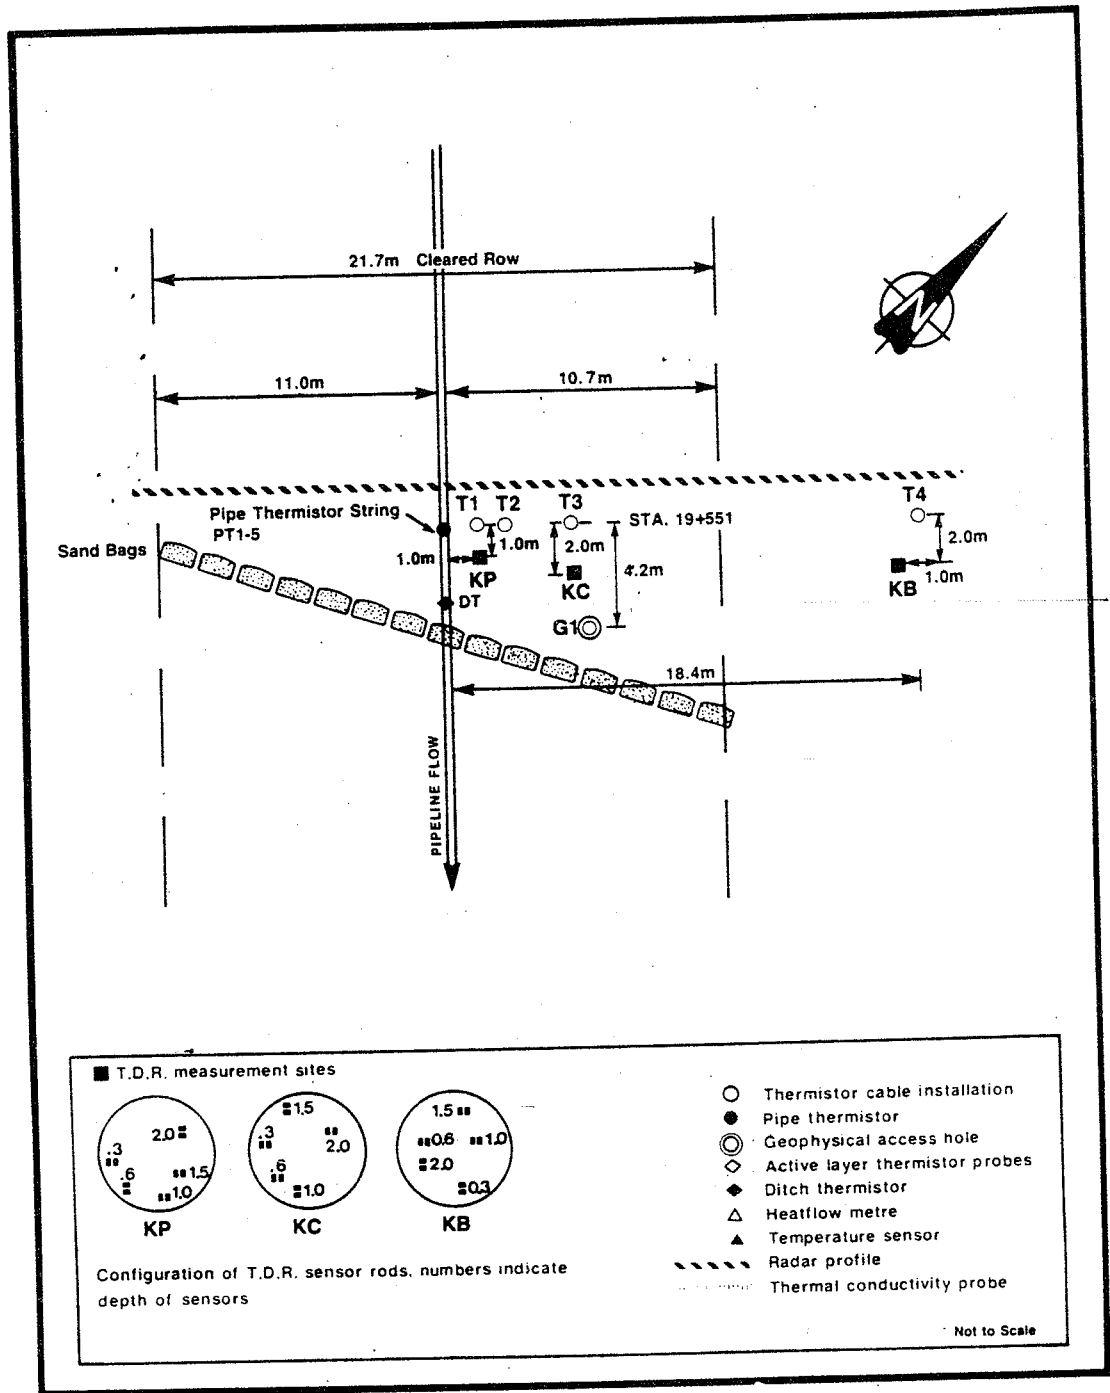 21.7m Cleared Row
N
11.0m
10.7m
T1 T2 T3 T4
Pipe Thermistor String
PT1-5
STA. 19+551
Sand Bags
1.0m
1.0m
2.0m
2.0m
4.2m
1.0m
KP
KC
KB
DT
G1
18.4m
PIPELINE FLOW
T.D.R. measurement sites
2.0
.3
.6
1.5
1.0
KP
1.5
.3
2.0
.6
1.0
KC
1.5
0.6
1.0
2.0
0.3
KB
Configuration of T.D.R. sensor rods, numbers indicate
depth of sensors
Thermistor cable installation
Pipe thermistor
Geophysical access hole
Active layer thermistor probes
Ditch thermistor
Heatflow metre
Temperature sensor
Radar profile
Thermal conductivity probe
Not to Scale